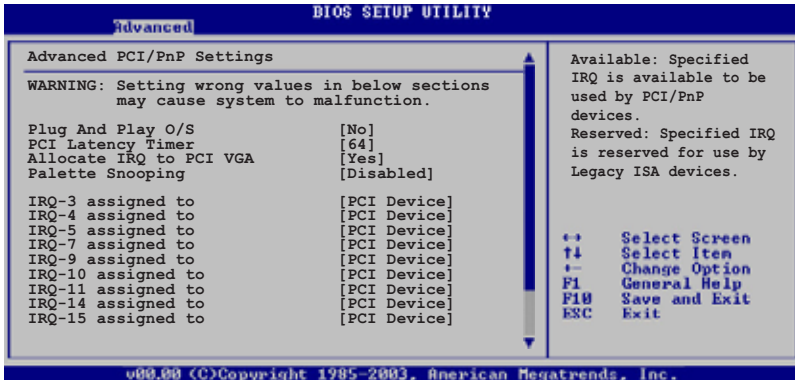 BIOS SETUP UTILITY
Advanced
Advanced PCI/PnP Settings
WARNING: Setting wrong values in below sections
may cause system to malfunction.
Plug And Play O/S [No]
PCI Latency Timer [64]
Allocate IRQ to PCI VGA [Yes]
Palette Snooping [Disabled]
IRQ-3 assigned to [PCI Device]
IRQ-4 assigned to [PCI Device]
IRQ-5 assigned to [PCI Device]
IRQ-7 assigned to [PCI Device]
IRQ-9 assigned to [PCI Device]
IRQ-10 assigned to [PCI Device]
IRQ-11 assigned to [PCI Device]
IRQ-14 assigned to [PCI Device]
IRQ-15 assigned to [PCI Device]
Available: Specified
IRQ is available to be
used by PCI/PnP
devices.
Reserved: Specified IRQ
is reserved for use by
Legacy ISA devices.
↔ Select Screen
↑↓ Select Item
+- Change Option
F1 General Help
F10 Save and Exit
ESC Exit
v00.00 (C)Copyright 1985-2003, American Megatrends, Inc.